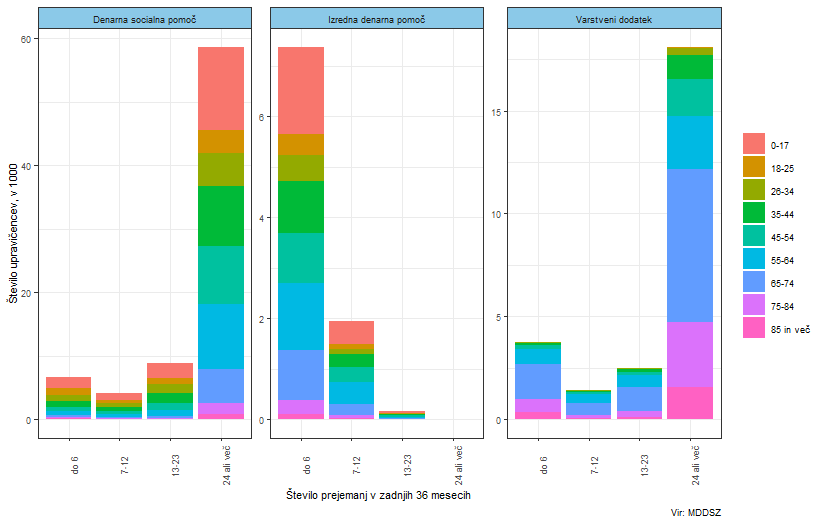 Denarna socialna pomoč
Izredna denarna pomoč
Varstveni dodatek
Število upravičencev, v 1000
60
40
20
0
6
4
2
0
15
10
5
0
do 6
7-12
13-23
24 ali več
do 6
7-12
13-23
24 ali več
do 6
7-12
13-23
24 ali več
Število prejemanj v zadnjih 36 mesecih
0-17
18-25
26-34
35-44
45-54
55-64
65-74
75-84
85 in več
Vir: MDDSZ